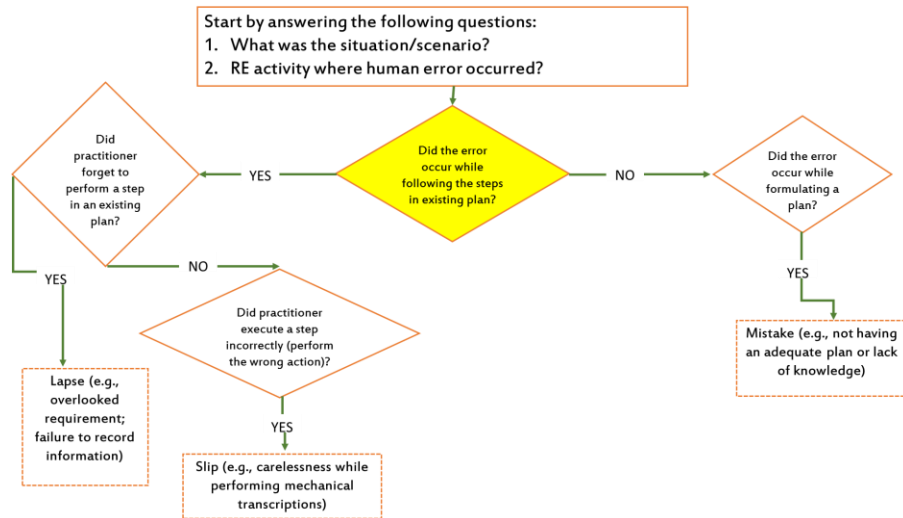 Start by answering the following questions:
1. What was the situation/scenario?
2. RE activity where human error occurred?
Did
practitioner
forget to
perform a step
in an existing
plan?
YES
Did the error
occur while
following the steps
in existing plan?
NO
Did the error
occur while
formulating a
plan?
YES
NO
YES
Did practitioner
execute a step
incorrectly (perform
the wrong action)?
Mistake (e.g., not having
an adequate plan or lack
of knowledge)
Lapse (e.g.,
overlooked
requirement;
failure to record
information)
YES
Slip (e.g., carelessness while
performing mechanical
transcriptions)